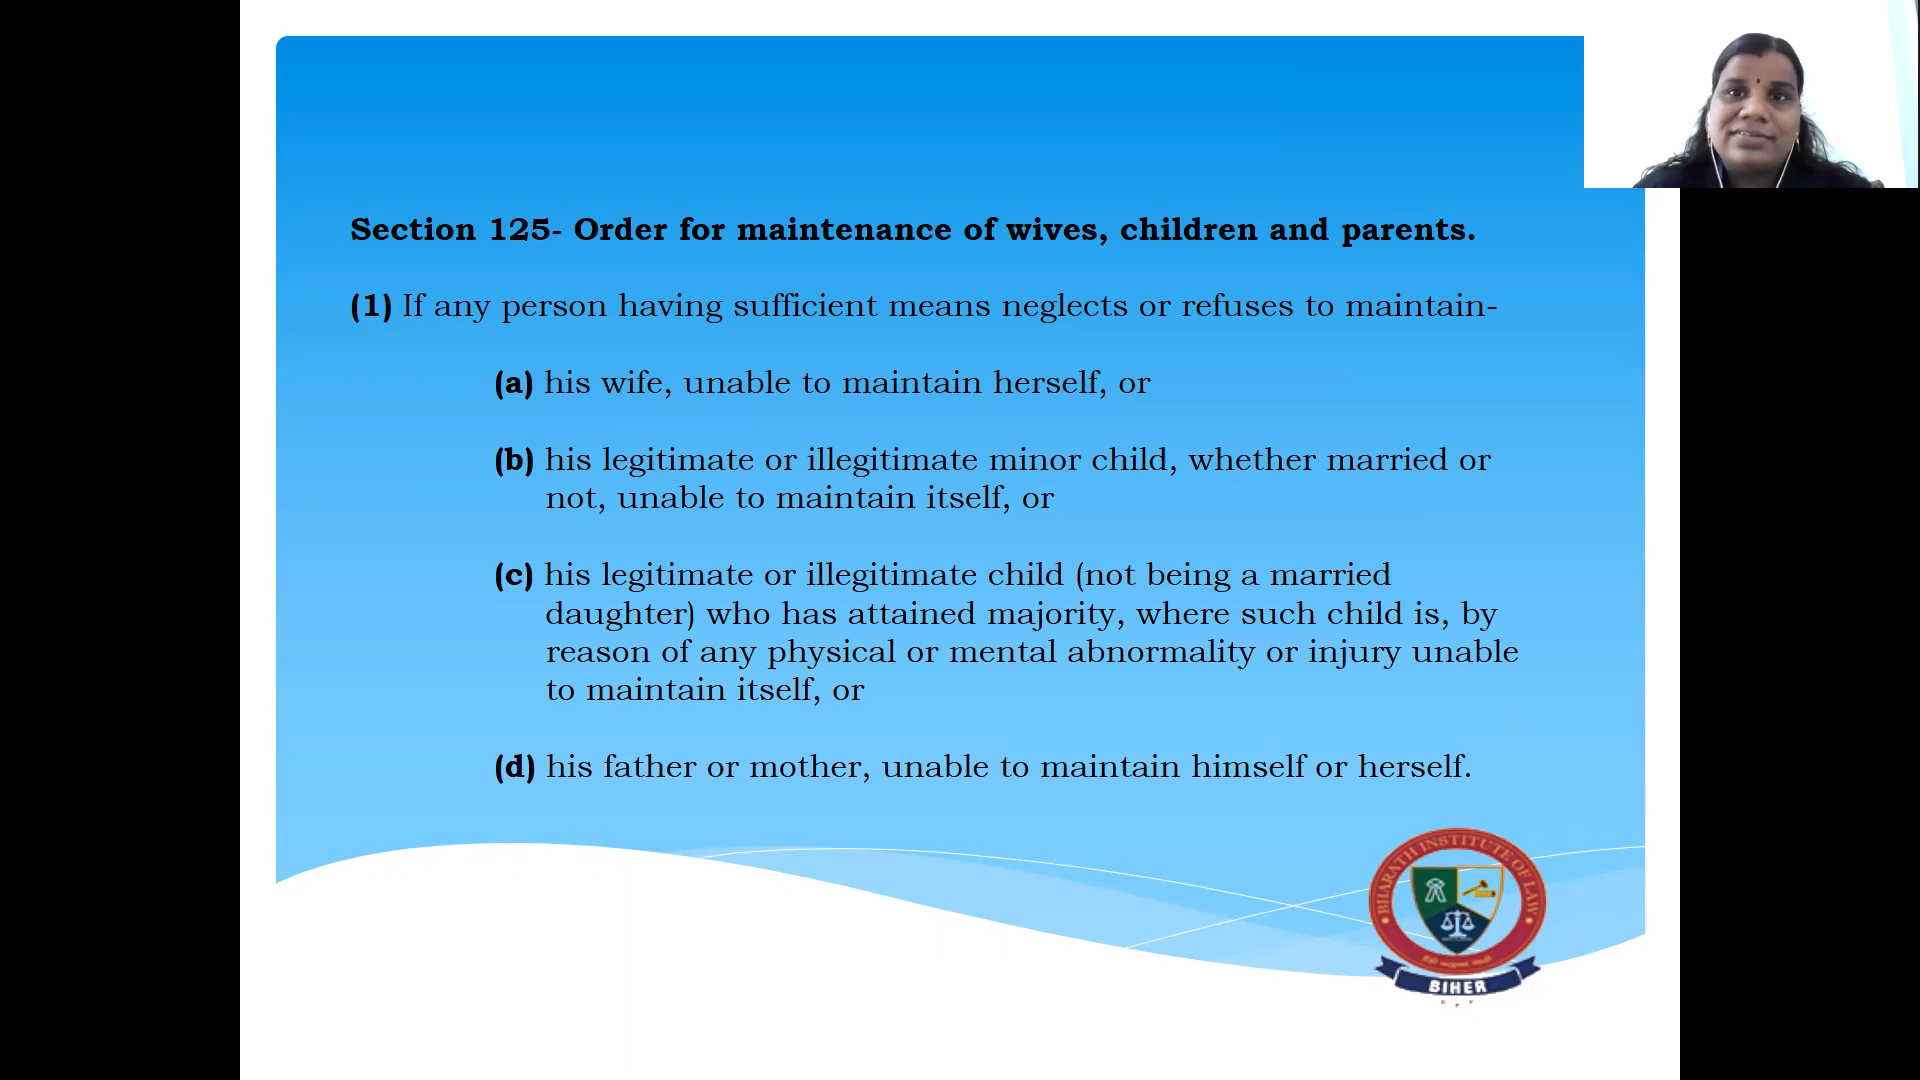 Section 125- Order for maintenance of wives, children and parents.
(1) If any person having sufficient means neglects or refuses to maintain-
(a) his wife, unable to maintain herself, or
(b) his legitimate or illegitimate minor child, whether married or
not, unable to maintain itself, or
(c) his legitimate or illegitimate child (not being a married
daughter) who has attained majority, where such child is, by
reason of any physical or mental abnormality or injury unable
to maintain itself, or
(d) his father or mother, unable to maintain himself or herself.
BHARATH INSTITUTE OF LAW
BIHER